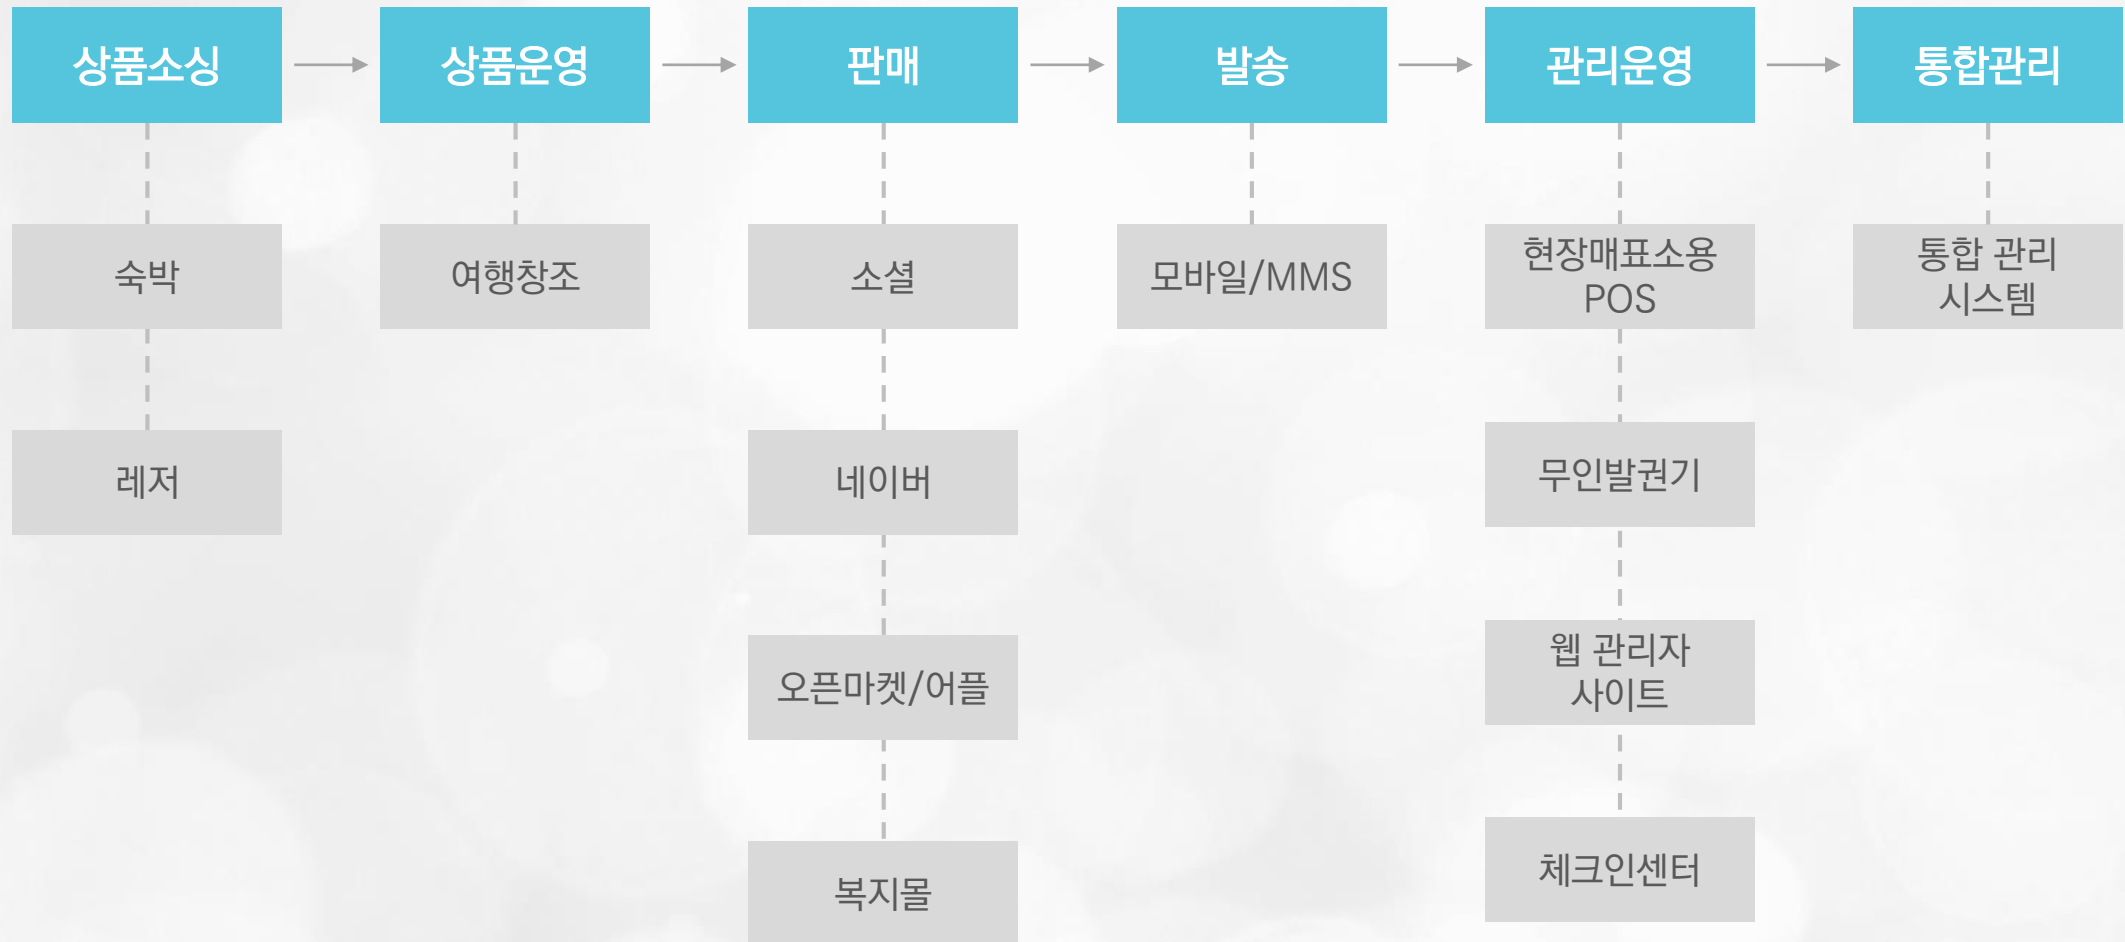 상품소싱
상품운영
판매
발송
관리운영
통합관리
숙박
여행창조
소셜
모바일/MMS
현장매표소용
POS
통합 관리
시스템
레저
네이버
무인발권기
오픈마켓/어플
웹 관리자
사이트
복지몰
체크인센터